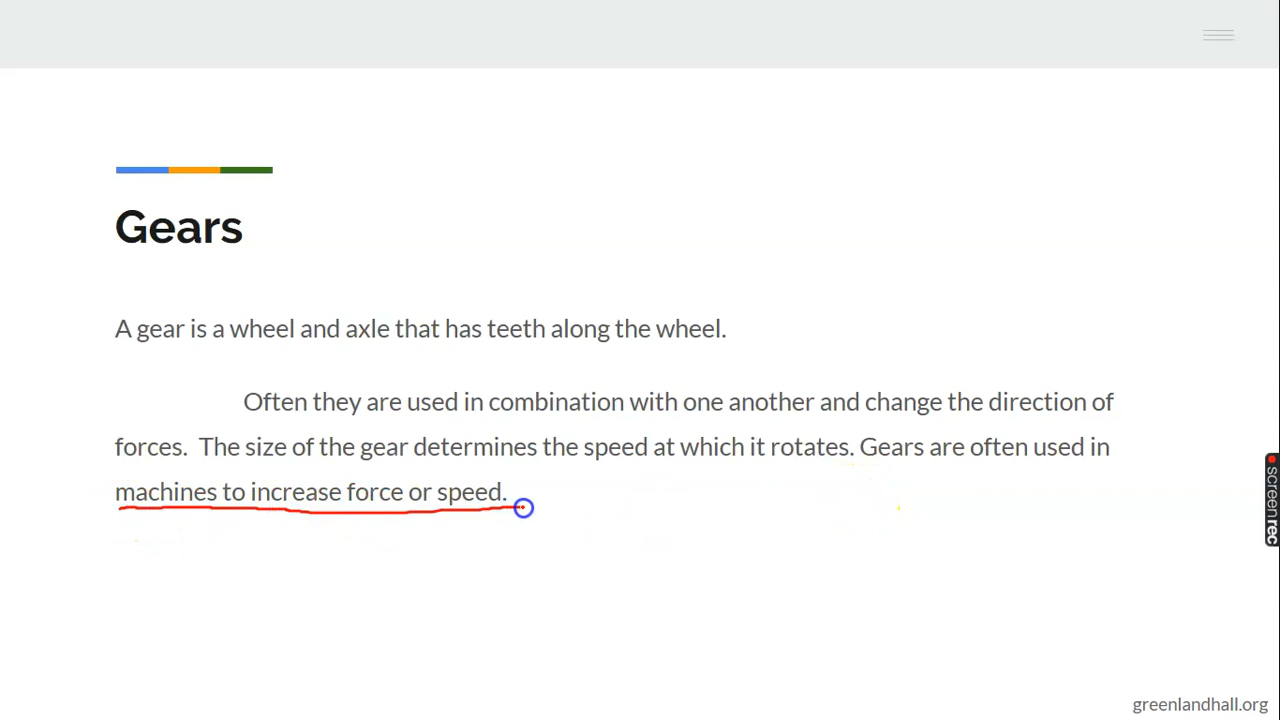 Gears
A gear is a wheel and axle that has teeth along the wheel.
Often they are used in combination with one another and change the direction of
forces.  The size of the gear determines the speed at which it rotates. Gears are often used in
machines to increase force or speed.
screenrec
greenlandhall.org